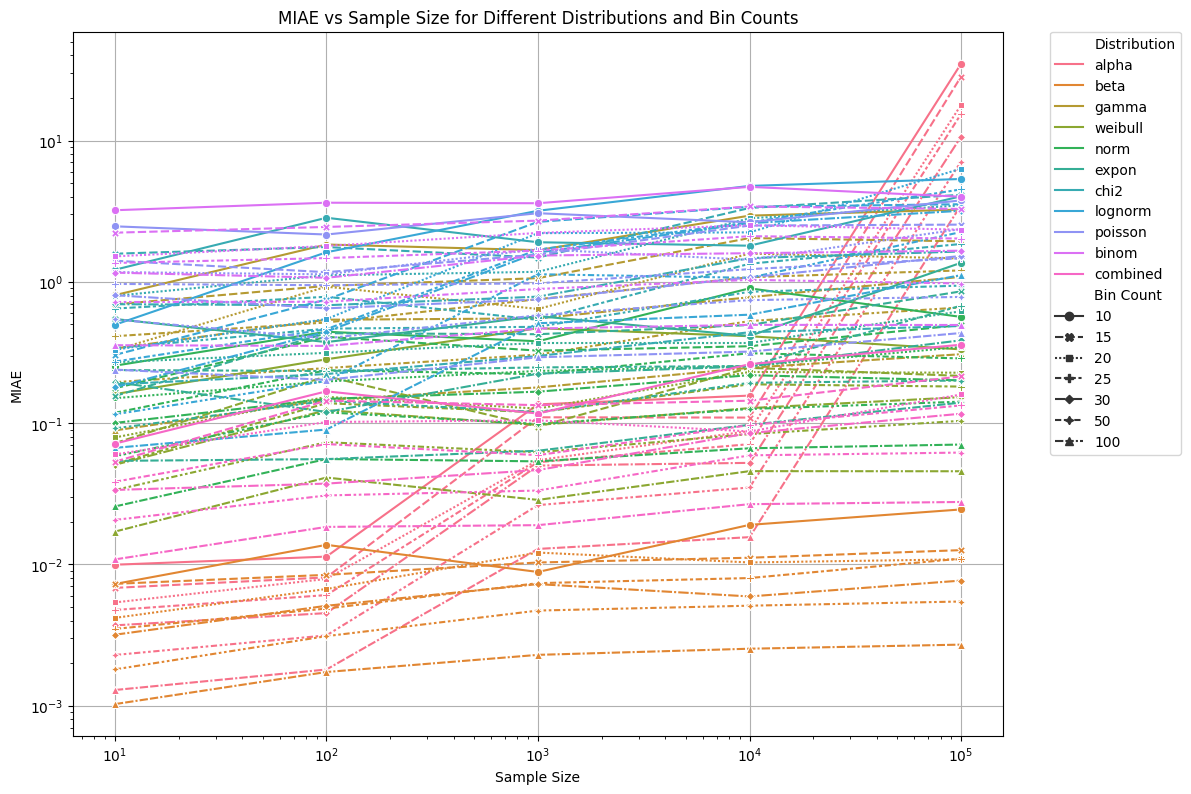 MIAE vs Sample Size for Different Distributions and Bin Counts
MIAE
10¹
10⁰
10⁻¹
10⁻²
10⁻³
10¹
10²
10³
10⁴
10⁵
Sample Size
Distribution
alpha
beta
gamma
weibull
norm
expon
chi2
lognorm
poisson
binom
combined
Bin Count
10
15
20
25
30
50
100